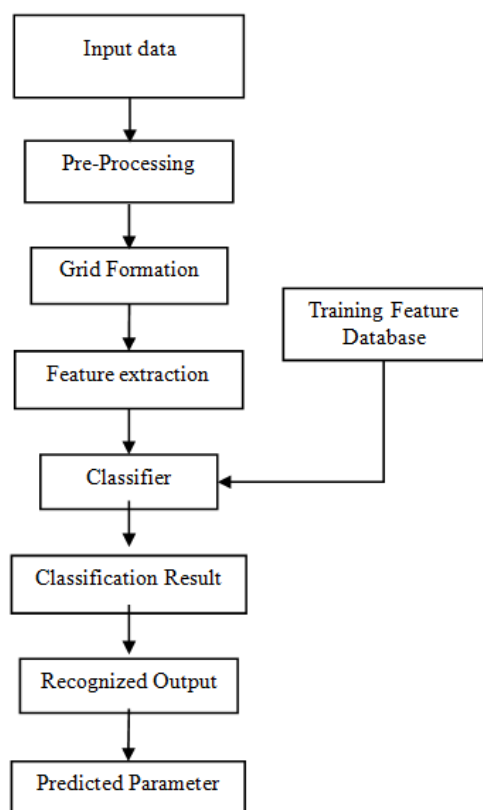 Input data
Pre-Processing
Grid Formation
Training Feature
Database
Feature extraction
Classifier
Classification Result
Recognized Output
Predicted Parameter